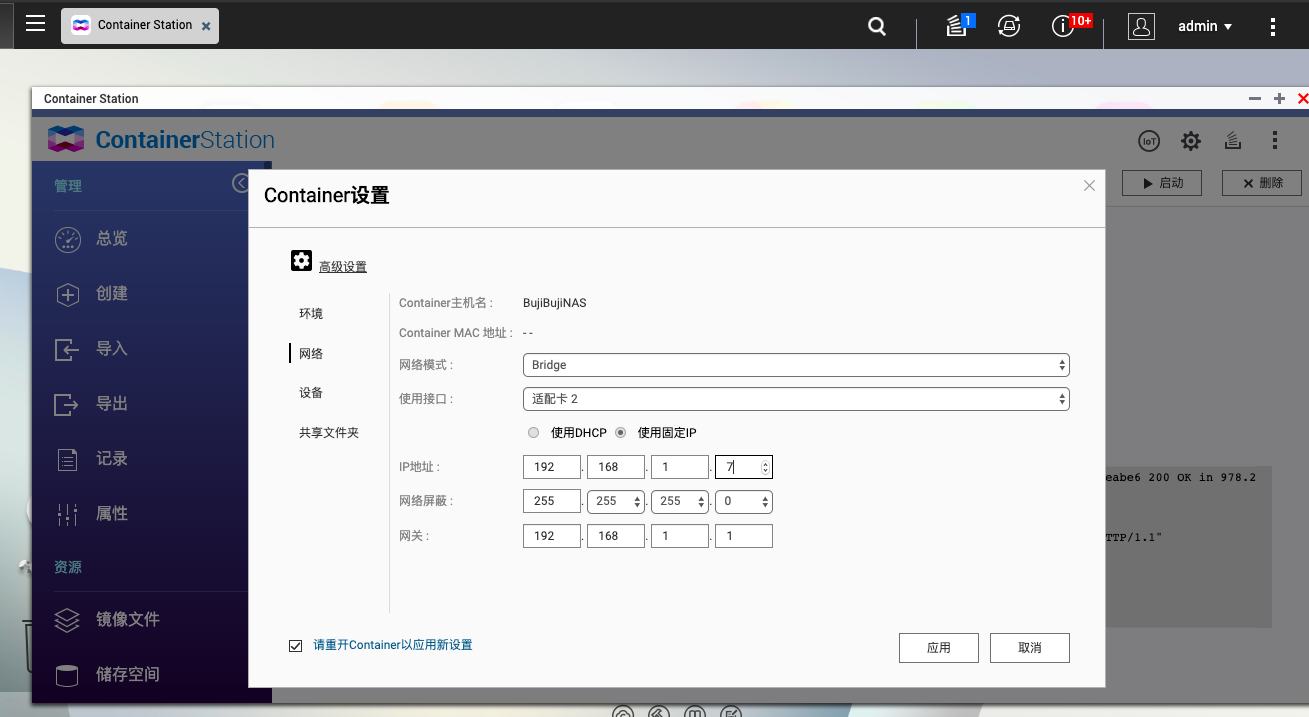 Container Station
1
10+
admin
Container Station
ContainerStation
IoT
管理
启动
删除
总览
创建
导入
导出
记录
属性
资源
镜像文件
储存空间
Container设置
高级设置
环境
网络
设备
共享文件夹
Container主机名 : BujiBujiNAS
Container MAC 地址 : - -
网络模式 : Bridge
使用接口 : 适配卡 2
使用DHCP 使用固定IP
IP地址 : 192 . 168 . 1 . 7
网络屏蔽 : 255 . 255 . 255 . 0
网关 : 192 . 168 . 1 . 1
eabe6 200 OK in 978.2
TTP/1.1"
请重开Container以应用新设置
应用
取消